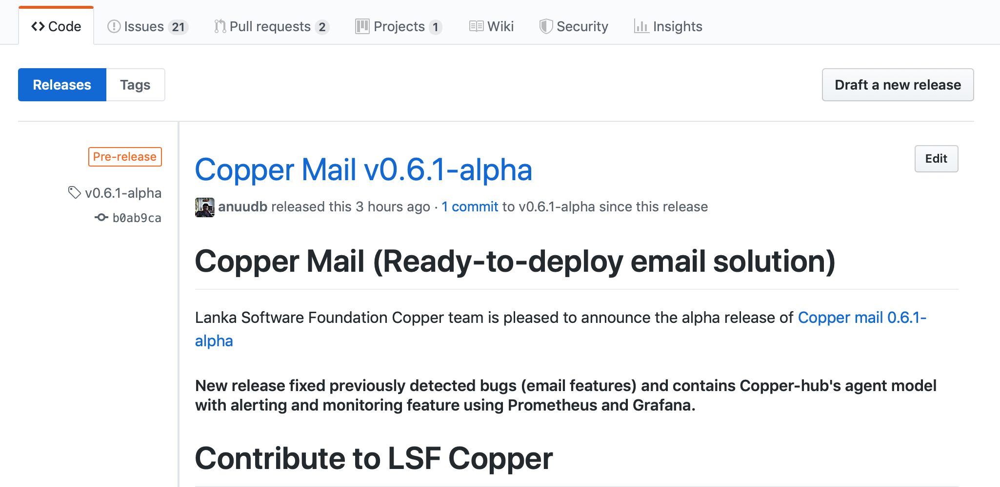 Code Issues 21 Pull requests 2 Projects 1 Wiki Security Insights
Releases Tags Draft a new release
Pre-release
v0.6.1-alpha
b0ab9ca
Copper Mail v0.6.1-alpha Edit
anuudb released this 3 hours ago · 1 commit to v0.6.1-alpha since this release
Copper Mail (Ready-to-deploy email solution)
Lanka Software Foundation Copper team is pleased to announce the alpha release of Copper mail 0.6.1-
alpha
New release fixed previously detected bugs (email features) and contains Copper-hub's agent model
with alerting and monitoring feature using Prometheus and Grafana.
Contribute to LSF Copper